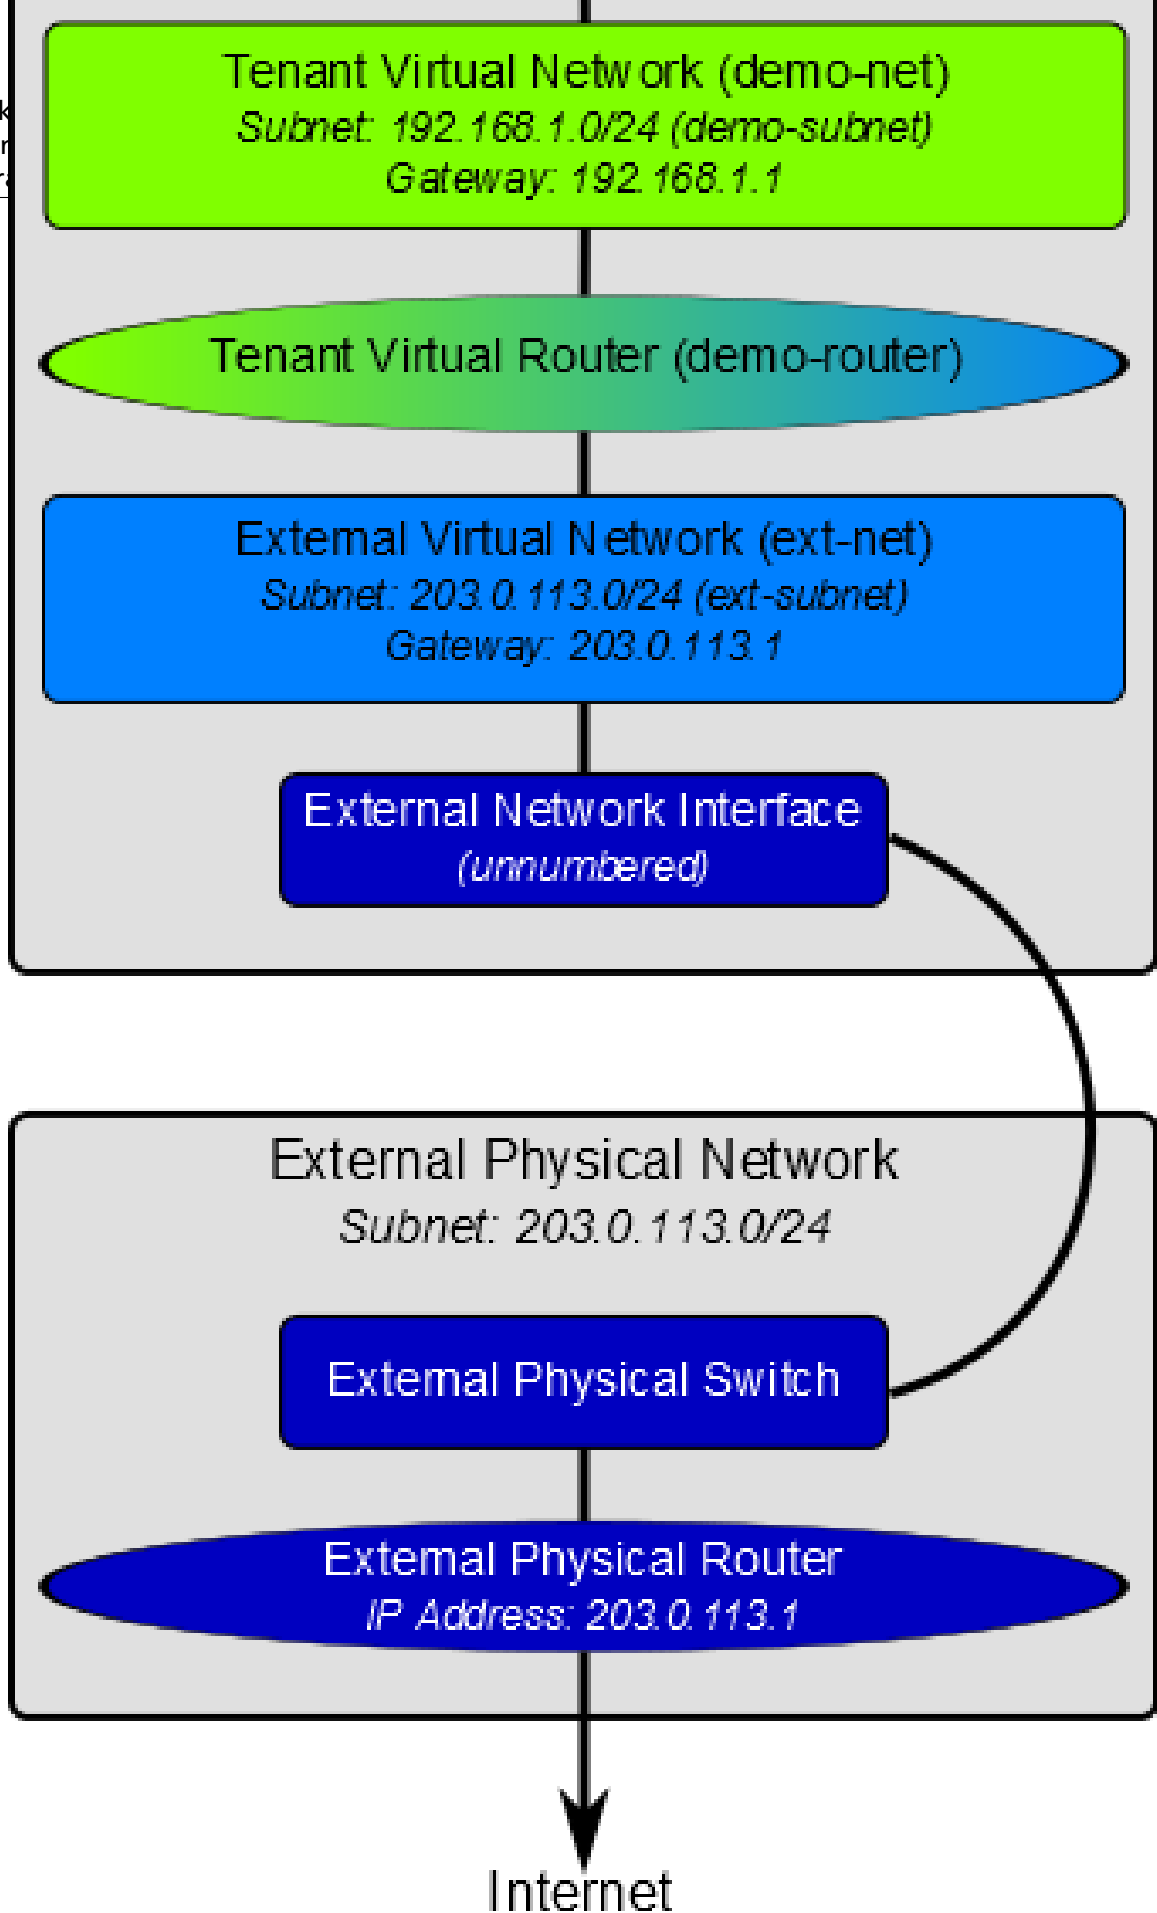 Tenant Virtual Network (demo-net)
Subnet: 192.168.1.0/24 (demo-subnet)
Gateway: 192.168.1.1
Tenant Virtual Router (demo-router)
External Virtual Network (ext-net)
Subnet: 203.0.113.0/24 (ext-subnet)
Gateway: 203.0.113.1
External Network Interface
(unnumbered)
External Physical Network
Subnet: 203.0.113.0/24
External Physical Switch
External Physical Router
IP Address: 203.0.113.1
Internet